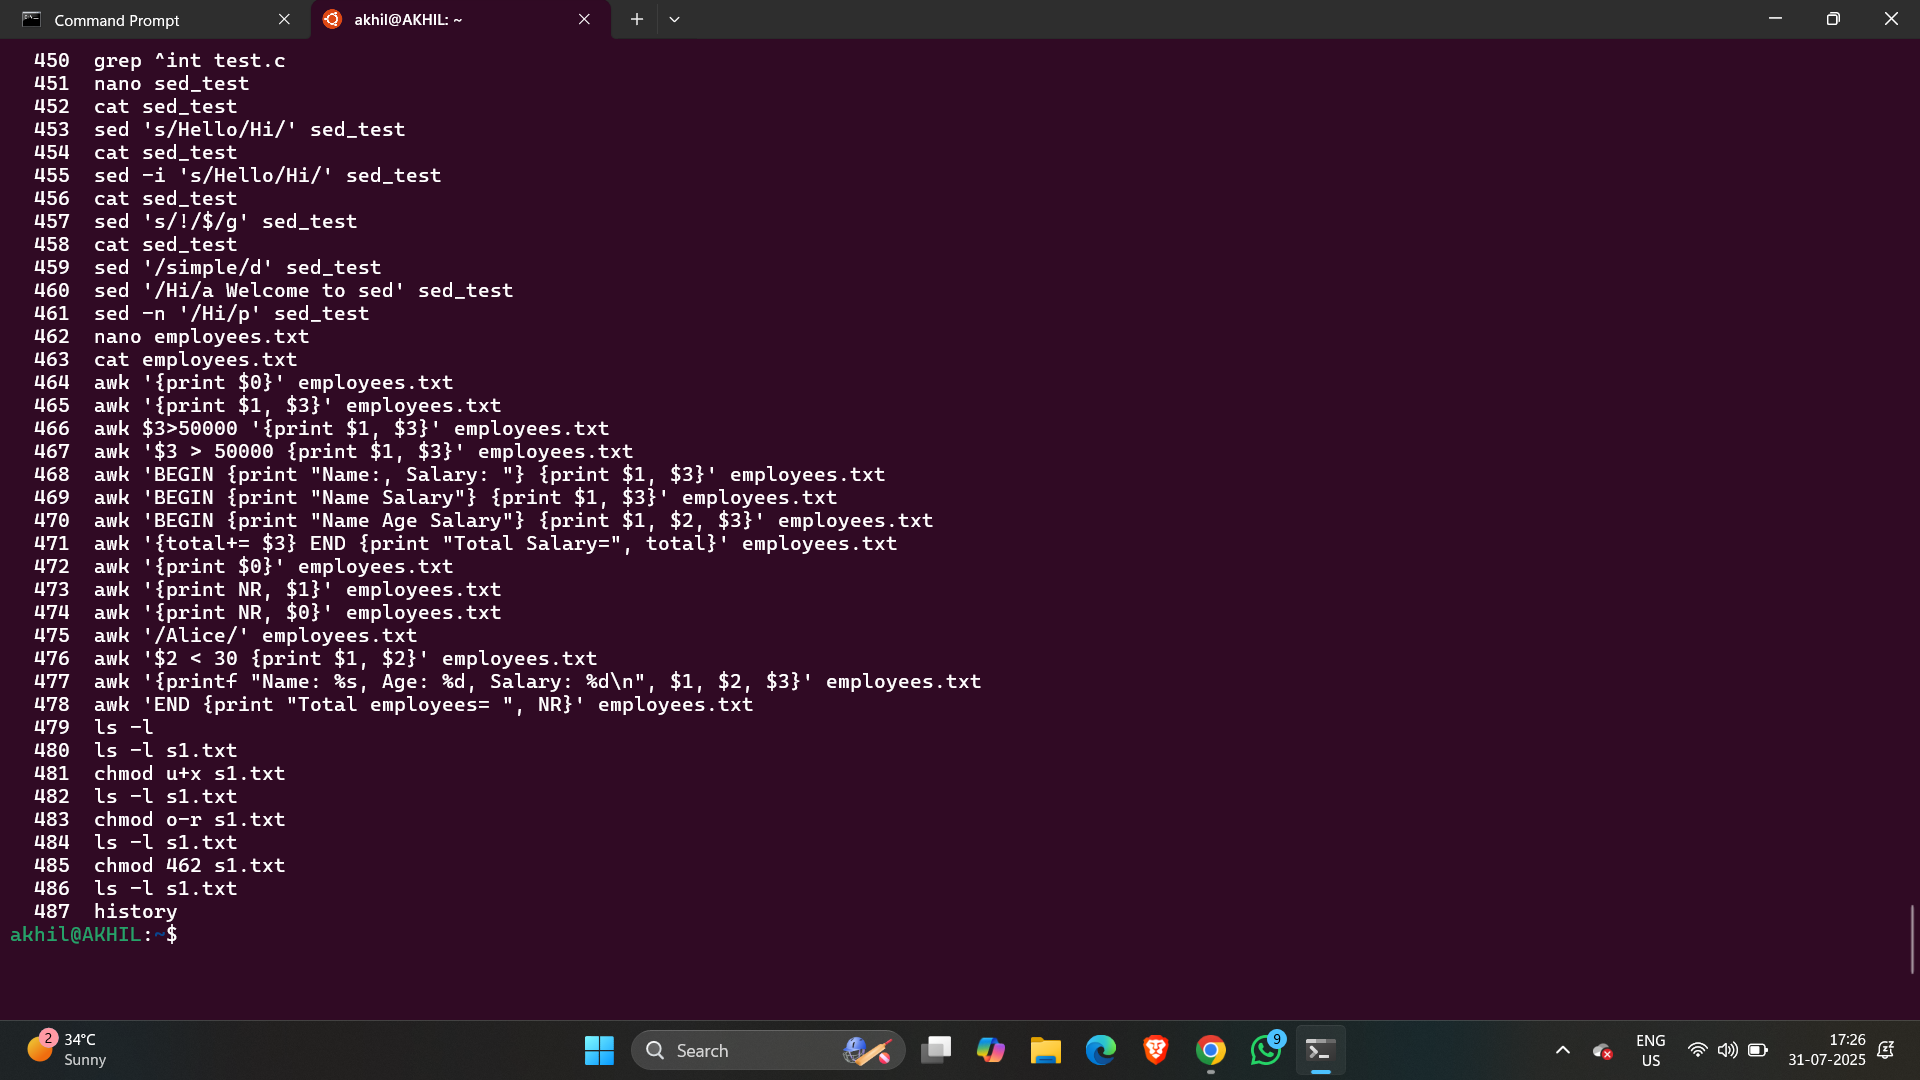 Command Prompt
akhil@AKHIL: ~
450 grep ^int test.c
451 nano sed_test
452 cat sed_test
453 sed 's/Hello/Hi/' sed_test
454 cat sed_test
455 sed -i 's/Hello/Hi/' sed_test
456 cat sed_test
457 sed 's/!/$/g' sed_test
458 cat sed_test
459 sed '/simple/d' sed_test
460 sed '/Hi/a Welcome to sed' sed_test
461 sed -n '/Hi/p' sed_test
462 nano employees.txt
463 cat employees.txt
464 awk '{print $0}' employees.txt
465 awk '{print $1, $3}' employees.txt
466 awk $3>50000 '{print $1, $3}' employees.txt
467 awk '$3 > 50000 {print $1, $3}' employees.txt
468 awk 'BEGIN {print "Name:, Salary: "} {print $1, $3}' employees.txt
469 awk 'BEGIN {print "Name Salary"} {print $1, $3}' employees.txt
470 awk 'BEGIN {print "Name Age Salary"} {print $1, $2, $3}' employees.txt
471 awk '{total+= $3} END {print "Total Salary=", total}' employees.txt
472 awk '{print $0}' employees.txt
473 awk '{print NR, $1}' employees.txt
474 awk '{print NR, $0}' employees.txt
475 awk '/Alice/' employees.txt
476 awk '$2 < 30 {print $1, $2}' employees.txt
477 awk '{printf "Name: %s, Age: %d, Salary: %d\n", $1, $2, $3}' employees.txt
478 awk 'END {print "Total employees= ", NR}' employees.txt
479 ls -l
480 ls -l s1.txt
481 chmod u+x s1.txt
482 ls -l s1.txt
483 chmod o-r s1.txt
484 ls -l s1.txt
485 chmod 462 s1.txt
486 ls -l s1.txt
487 history
akhil@AKHIL:~$
2
34°C
Sunny
Search
9
ENG
US
17:26
31-07-2025